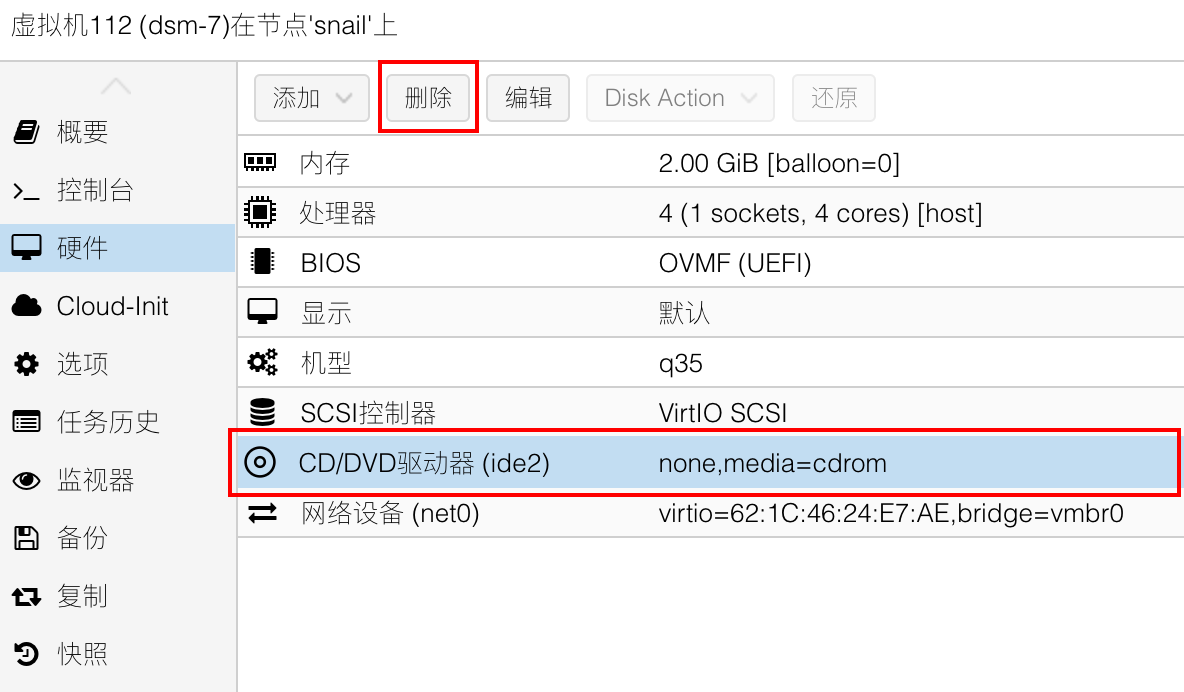 虚拟机112 (dsm-7)在节点'snail'上
添加 删除 编辑 Disk Action 还原
概要
控制台
硬件
Cloud-Init
选项
任务历史
监视器
备份
复制
快照
内存 2.00 GiB [balloon=0]
处理器 4 (1 sockets, 4 cores) [host]
BIOS OVMF (UEFI)
显示 默认
机型 q35
SCSI控制器 VirtIO SCSI
CD/DVD驱动器 (ide2) none,media=cdrom
网络设备 (net0) virtio=62:1C:46:24:E7:AE,bridge=vmbr0